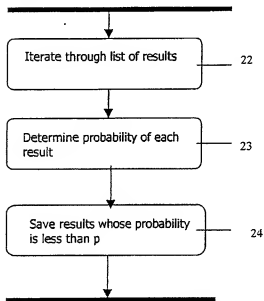 Iterate through list of results
22
Determine probability of each
result
23
Save results whose probability
is less than p
24